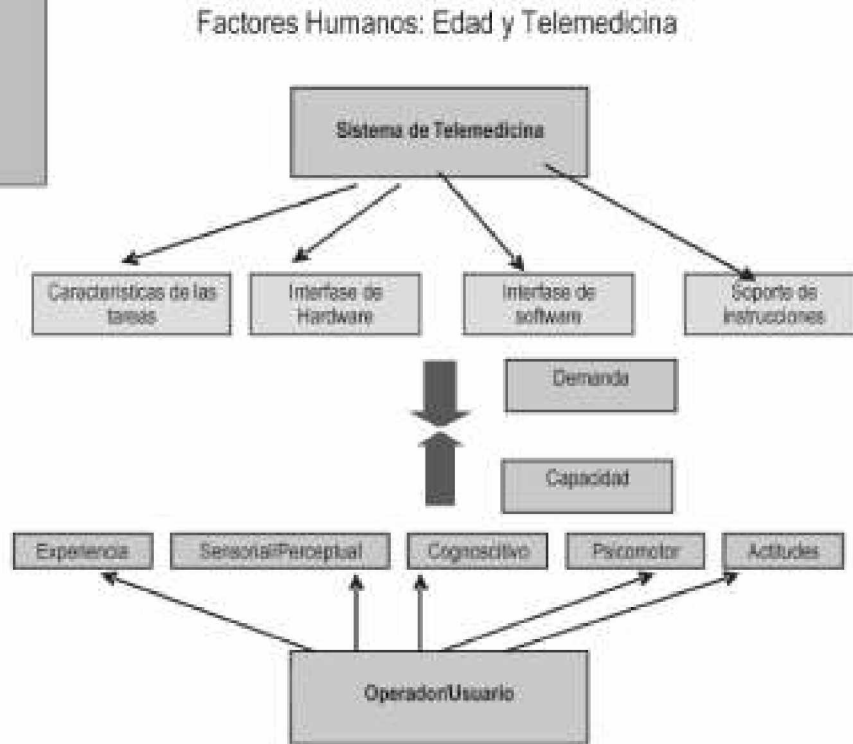 Factores Humanos: Edad y Telemedicina
Sistema de Telemedicina
Características de las
tareas
Interfase de
Hardware
Interfase de
software
Soporte de
instrucciones
Demanda
Capacidad
Experiencia
Sensorial/Perceptual
Cognoscitivo
Psicomotor
Actitudes
Operador/Usuario